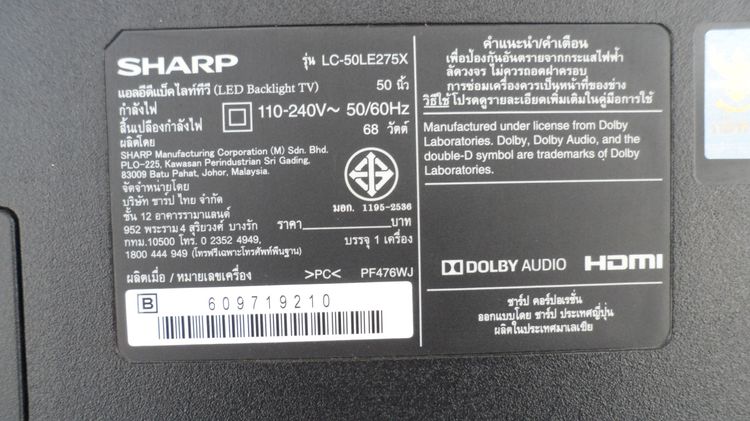 SHARP
รุ่น LC-50LE275X
แอลอีดีแบ็คไลท์ทีวี (LED Backlight TV) 50 นิ้ว
กำลังไฟ 110-240V~ 50/60Hz
สิ้นเปลืองกำลังไฟ 68 วัตต์
ผลิตโดย
SHARP Manufacturing Corporation (M) Sdn. Bhd.
PLO-225, Kawasan Perindustrian Sri Gading,
83009 Batu Pahat, Johor, Malaysia.
จัดจำหน่ายโดย
บริษัท ชาร์ป ไทย จำกัด
ชั้น 12 อาคารรามาแลนด์
952 พระราม 4 สุริยวงศ์ บางรัก
กทม.10500 โทร. 0 2352 4949,
1800 444 949 (โทรฟรีเฉพาะโทรศัพท์พื้นฐาน)
มอก. 1195-2536
ราคา บาท
บรรจุ 1 เครื่อง
ผลิตเมื่อ / หมายเลขเครื่อง >PC< PF476WJ
B 609719210
คำแนะนำ/คำเตือน
เพื่อป้องกันอันตรายจากกระแสไฟฟ้า
ลัดวงจร ไม่ควรถอดฝาครอบ
การซ่อมเครื่องควรเป็นหน้าที่ของช่าง
วิธีใช้ โปรดดูรายละเอียดเพิ่มเติมในคู่มือการใช้
Manufactured under license from Dolby
Laboratories. Dolby, Dolby Audio, and the
double-D symbol are trademarks of Dolby
Laboratories.
DOLBY AUDIO HDMI
ชาร์ป คอร์ปอเรชั่น
ออกแบบโดย ชาร์ป ประเทศญี่ปุ่น
ผลิตในประเทศมาเลเซีย